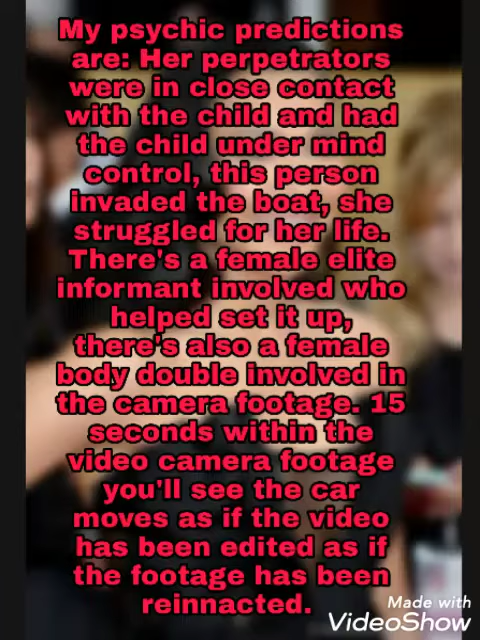 My psychic predictions
are: Her perpetrators
were in close contact
with the child and had
the child under mind
control, this person
invaded the boat, she
struggled for her life.
There's a female elite
informant involved who
helped set it up,
there's also a female
body double involved in
the camera footage. 15
seconds within the
video camera footage
you'll see the car
moves as if the video
has been edited as if
the footage has been
reinnacted.
Made with
VideoShow